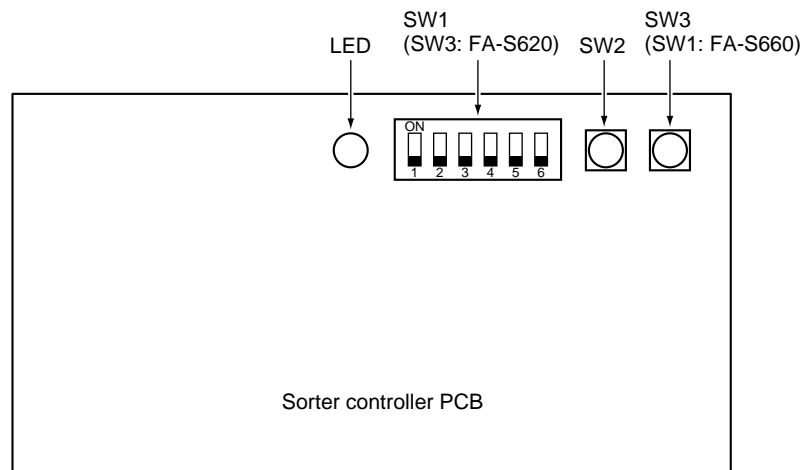 SW1
(SW3: FA-S620)
SW3
(SW1: FA-S660)
LED
SW2
ON
1 2 3 4 5 6
Sorter controller PCB